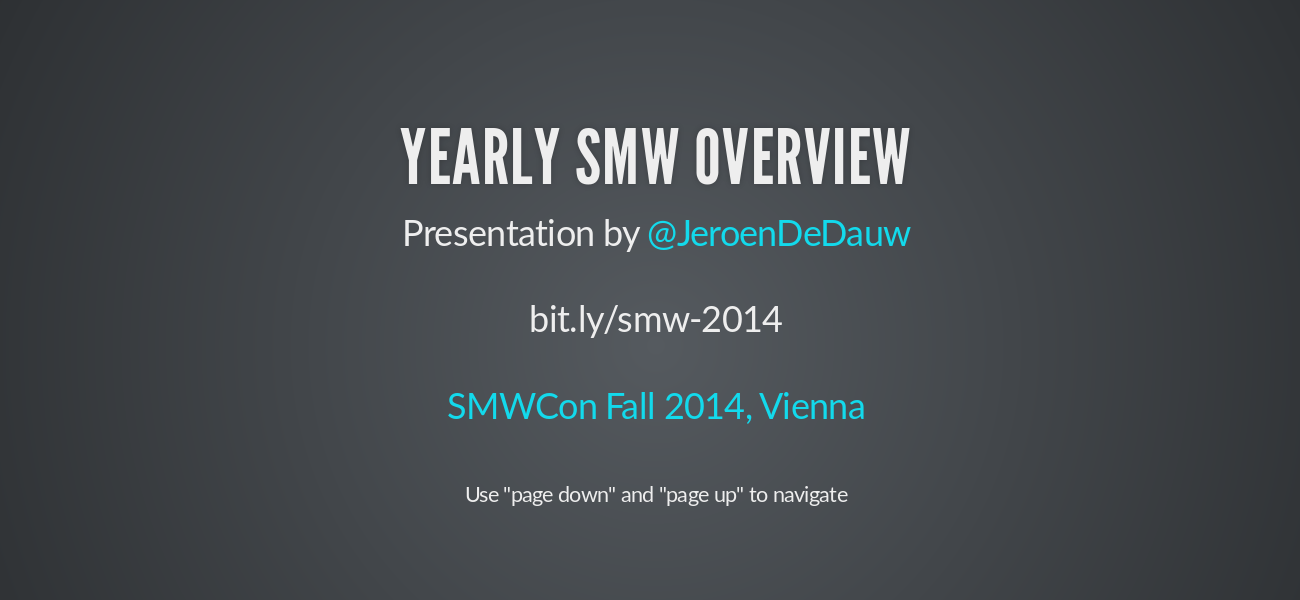 YEARLY SMW OVERVIEW
Presentation by @JeroenDeDauw
bit.ly/smw-2014
SMWCon Fall 2014, Vienna
Use "page down" and "page up" to navigate